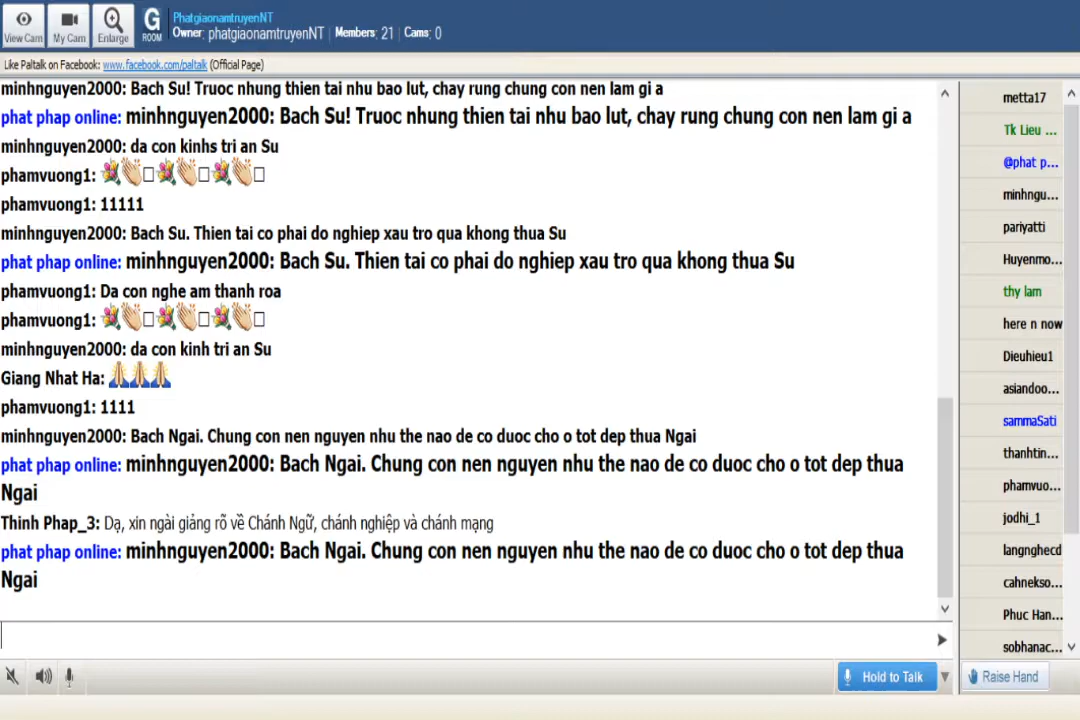 PhatgiaonamtruyenNT
Owner: phatgiaonamtruyenNT | Members: 21 | Cams: 0
View Cam
My Cam
Enlarge
G
ROOM
Like Paltalk on Facebook: www.facebook.com/paltalk (Official Page)
minhnguyen2000: Bach Su! Truoc nhung thien tai nhu bao lut, chay rung chung con nen lam gi a
phat phap online: minhnguyen2000: Bach Su! Truoc nhung thien tai nhu bao lut, chay rung chung con nen lam gi a
minhnguyen2000: da con kinhs tri an Su
phamvuong1: 💐👏□💐👏□💐👏□
phamvuong1: 11111
minhnguyen2000: Bach Su. Thien tai co phai do nghiep xau tro qua khong thua Su
phat phap online: minhnguyen2000: Bach Su. Thien tai co phai do nghiep xau tro qua khong thua Su
phamvuong1: Da con nghe am thanh roa
phamvuong1: 💐👏□💐👏□💐👏□
minhnguyen2000: da con kinh tri an Su
Giang Nhat Ha: 🙏🙏🙏
phamvuong1: 1111
minhnguyen2000: Bach Ngai. Chung con nen nguyen nhu the nao de co duoc cho o tot dep thua Ngai
phat phap online: minhnguyen2000: Bach Ngai. Chung con nen nguyen nhu the nao de co duoc cho o tot dep thua
Ngai
Thinh Phap_3: Dạ, xin ngài giảng rõ về Chánh Ngữ, chánh nghiệp và chánh mạng
phat phap online: minhnguyen2000: Bach Ngai. Chung con nen nguyen nhu the nao de co duoc cho o tot dep thua
Ngai
metta17
Tk Lieu ...
@phat p...
minhngu...
pariyatti
Huyenmo...
thy lam
here n now
Dieuhieu1
asiandoo...
sammaSati
thanhtin...
phamvuo...
jodhi_1
langnghecd
cahnekso...
Phuc Han...
sobhanac...
Hold to Talk
Raise Hand